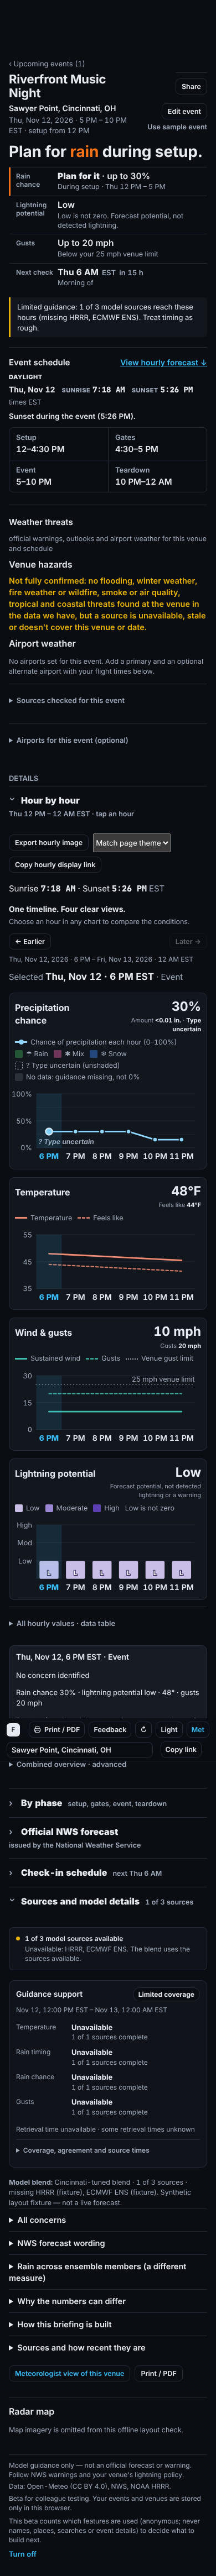 ‹ Upcoming events (1)
Riverfront Music
Night
Share
Sawyer Point, Cincinnati, OH
Edit event
Thu, Nov 12, 2026 · 5 PM – 10 PM
EST · setup from 12 PM
Use sample event
Plan for rain during setup.
Rain chance
Plan for it · up to 30%
During setup · Thu 12 PM – 5 PM
Lightning potential
Low
Low is not zero. Forecast potential, not
detected lightning.
Gusts
Up to 20 mph
Below your 25 mph venue limit
Next check
Thu 6 AM EST in 15 h
Morning of
Limited guidance: 1 of 3 model sources reach these
hours (missing HRRR, ECMWF ENS). Treat timing as
rough.
Event schedule
View hourly forecast ↓
DAYLIGHT
Thu, Nov 12 SUNRISE 7:18 AM SUNSET 5:26 PM
times EST
Sunset during the event (5:26 PM).
Setup
12–4:30 PM
Gates
4:30–5 PM
Event
5–10 PM
Teardown
10 PM–12 AM
Weather threats
official warnings, outlooks and airport weather for this venue
and schedule
Venue hazards
Not fully confirmed: no flooding, winter weather,
fire weather or wildfire, smoke or air quality,
tropical and coastal threats found at the venue in
the data we have, but a source is unavailable, stale
or doesn't cover this venue or date.
Airport weather
No airports set for this event. Add a primary and an optional
alternate airport with your flight times below.
▸ Sources checked for this event
▸ Airports for this event (optional)
DETAILS
Hour by hour
Thu 12 PM – 12 AM EST · tap an hour
Export hourly image
Match page theme
Copy hourly display link
Sunrise 7:18 AM · Sunset 5:26 PM EST
One timeline. Four clear views.
Choose an hour in any chart to compare the conditions.
← Earlier
Later →
Thu, Nov 12, 2026 · 6 PM – Fri, Nov 13, 2026 · 12 AM EST
Selected Thu, Nov 12 · 6 PM EST · Event
Precipitation
chance
30%
Amount <0.01 in. · Type
uncertain
Chance of precipitation each hour (0–100%)
Rain Mix Snow
? Type uncertain (unshaded)
No data: guidance missing, not 0%
100%
50%
0%
? Type uncertain
6 PM 7 PM 8 PM 9 PM 10 PM 11 PM
Temperature
48°F
Feels like 44°F
Temperature Feels like
55
45
35
6 PM 7 PM 8 PM 9 PM 10 PM 11 PM
Wind & gusts
10 mph
Gusts 20 mph
Sustained wind Gusts Venue gust limit
30
25 mph venue limit
15
0
6 PM 7 PM 8 PM 9 PM 10 PM 11 PM
Lightning potential
Low
Forecast potential, not detected
lightning or a warning
Low Moderate High Low is not zero
High
Mod
Low
L L L L L L
6 PM 7 PM 8 PM 9 PM 10 PM 11 PM
▸ All hourly values · data table
Thu, Nov 12, 6 PM EST · Event
No concern identified
Rain chance 30% · lightning potential low · 48° · gusts
20 mph
F
Print / PDF
Feedback
↻
Light
Met
Sawyer Point, Cincinnati, OH
Copy link
▸ Combined overview · advanced
› By phase setup, gates, event, teardown
› Official NWS forecast
issued by the National Weather Service
› Check-in schedule next Thu 6 AM
Sources and model details 1 of 3 sources
1 of 3 model sources available
Unavailable: HRRR, ECMWF ENS. The blend uses the
sources available.
Guidance support
Limited coverage
Nov 12, 12:00 PM EST – Nov 13, 12:00 AM EST
Temperature
Unavailable
1 of 1 sources complete
Rain timing
Unavailable
1 of 1 sources complete
Rain chance
Unavailable
1 of 1 sources complete
Gusts
Unavailable
1 of 1 sources complete
Retrieval time unavailable · some retrieval times unknown
▸ Coverage, agreement and source times
Model blend: Cincinnati-tuned blend · 1 of 3 sources ·
missing HRRR (fixture), ECMWF ENS (fixture). Synthetic
layout fixture — not a live forecast.
▸ All concerns
▸ NWS forecast wording
▸ Rain across ensemble members (a different
measure)
▸ Why the numbers can differ
▸ How this briefing is built
▸ Sources and how recent they are
Meteorologist view of this venue
Print / PDF
Radar map
Map imagery is omitted from this offline layout check.
Model guidance only — not an official forecast or warning.
Follow NWS warnings and your venue's lightning policy.
Data: Open-Meteo (CC BY 4.0), NWS, NOAA HRRR.
Beta for colleague testing. Your events and venues are stored
only in this browser.
This beta counts which features are used (anonymous; never
names, places, searches or event details) to decide what to
build next.
Turn off